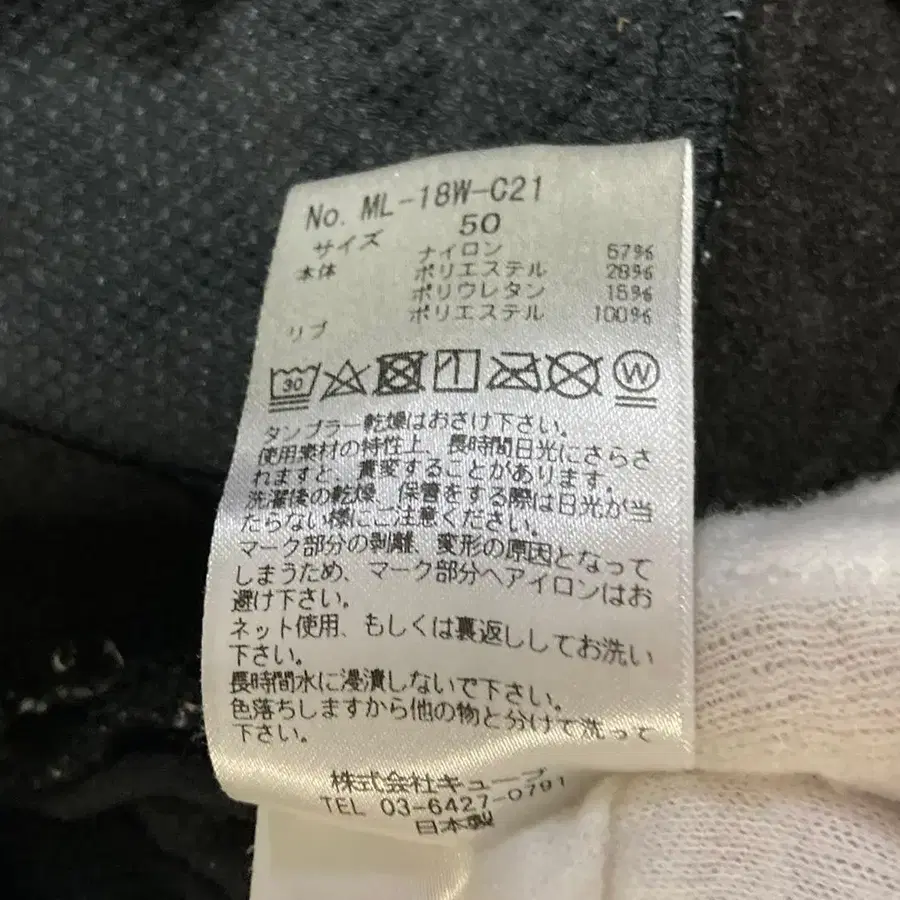 No. ML-18W-C21
サイズ 50
本体 ナイロン 57%
ポリエステル 28%
ポリウレタン 15%
リブ ポリエステル 100%
30
W
タンブラー乾燥はおさけ下さい。
使用素材の特性上、長時間日光にさらさ
れますと、黄変することがあります。
洗濯後の乾燥、保管をする際は日光が当
たらない様にご注意ください。
マーク部分の剥離、変形の原因となって
しまうため、マーク部分へアイロンはお
避け下さい。
ネット使用、もしくは裏返ししてお洗い
下さい。
長時間水に浸漬しないで下さい。
色落ちしますから他の物と分けて洗って
下さい。
株式会社キューブ
TEL 03-6427-0791
日本製